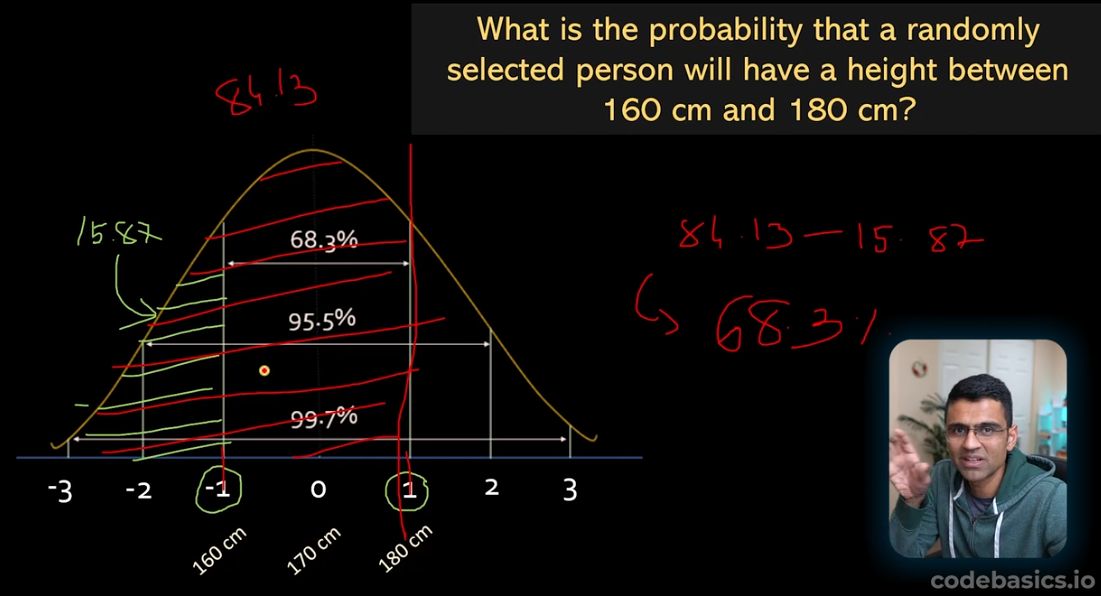 What is the probability that a randomly
selected person will have a height between
160 cm and 180 cm?
84.13
15.87
68.3%
95.5%
99.7%
-3 -2 -1 0 1 2 3
160 cm 170 cm 180 cm
84.13 - 15.87
68.3%
codebasics.io